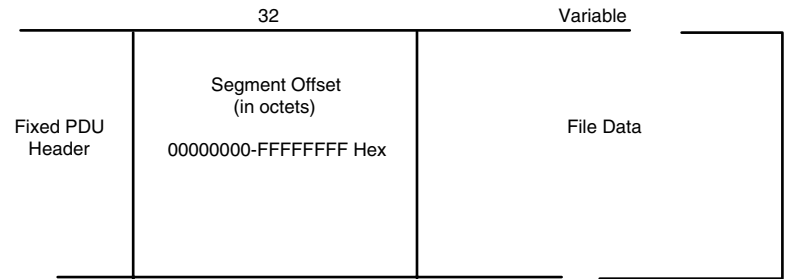 32
Variable
Fixed PDU
Header
Segment Offset
(in octets)
00000000-FFFFFFFF Hex
File Data